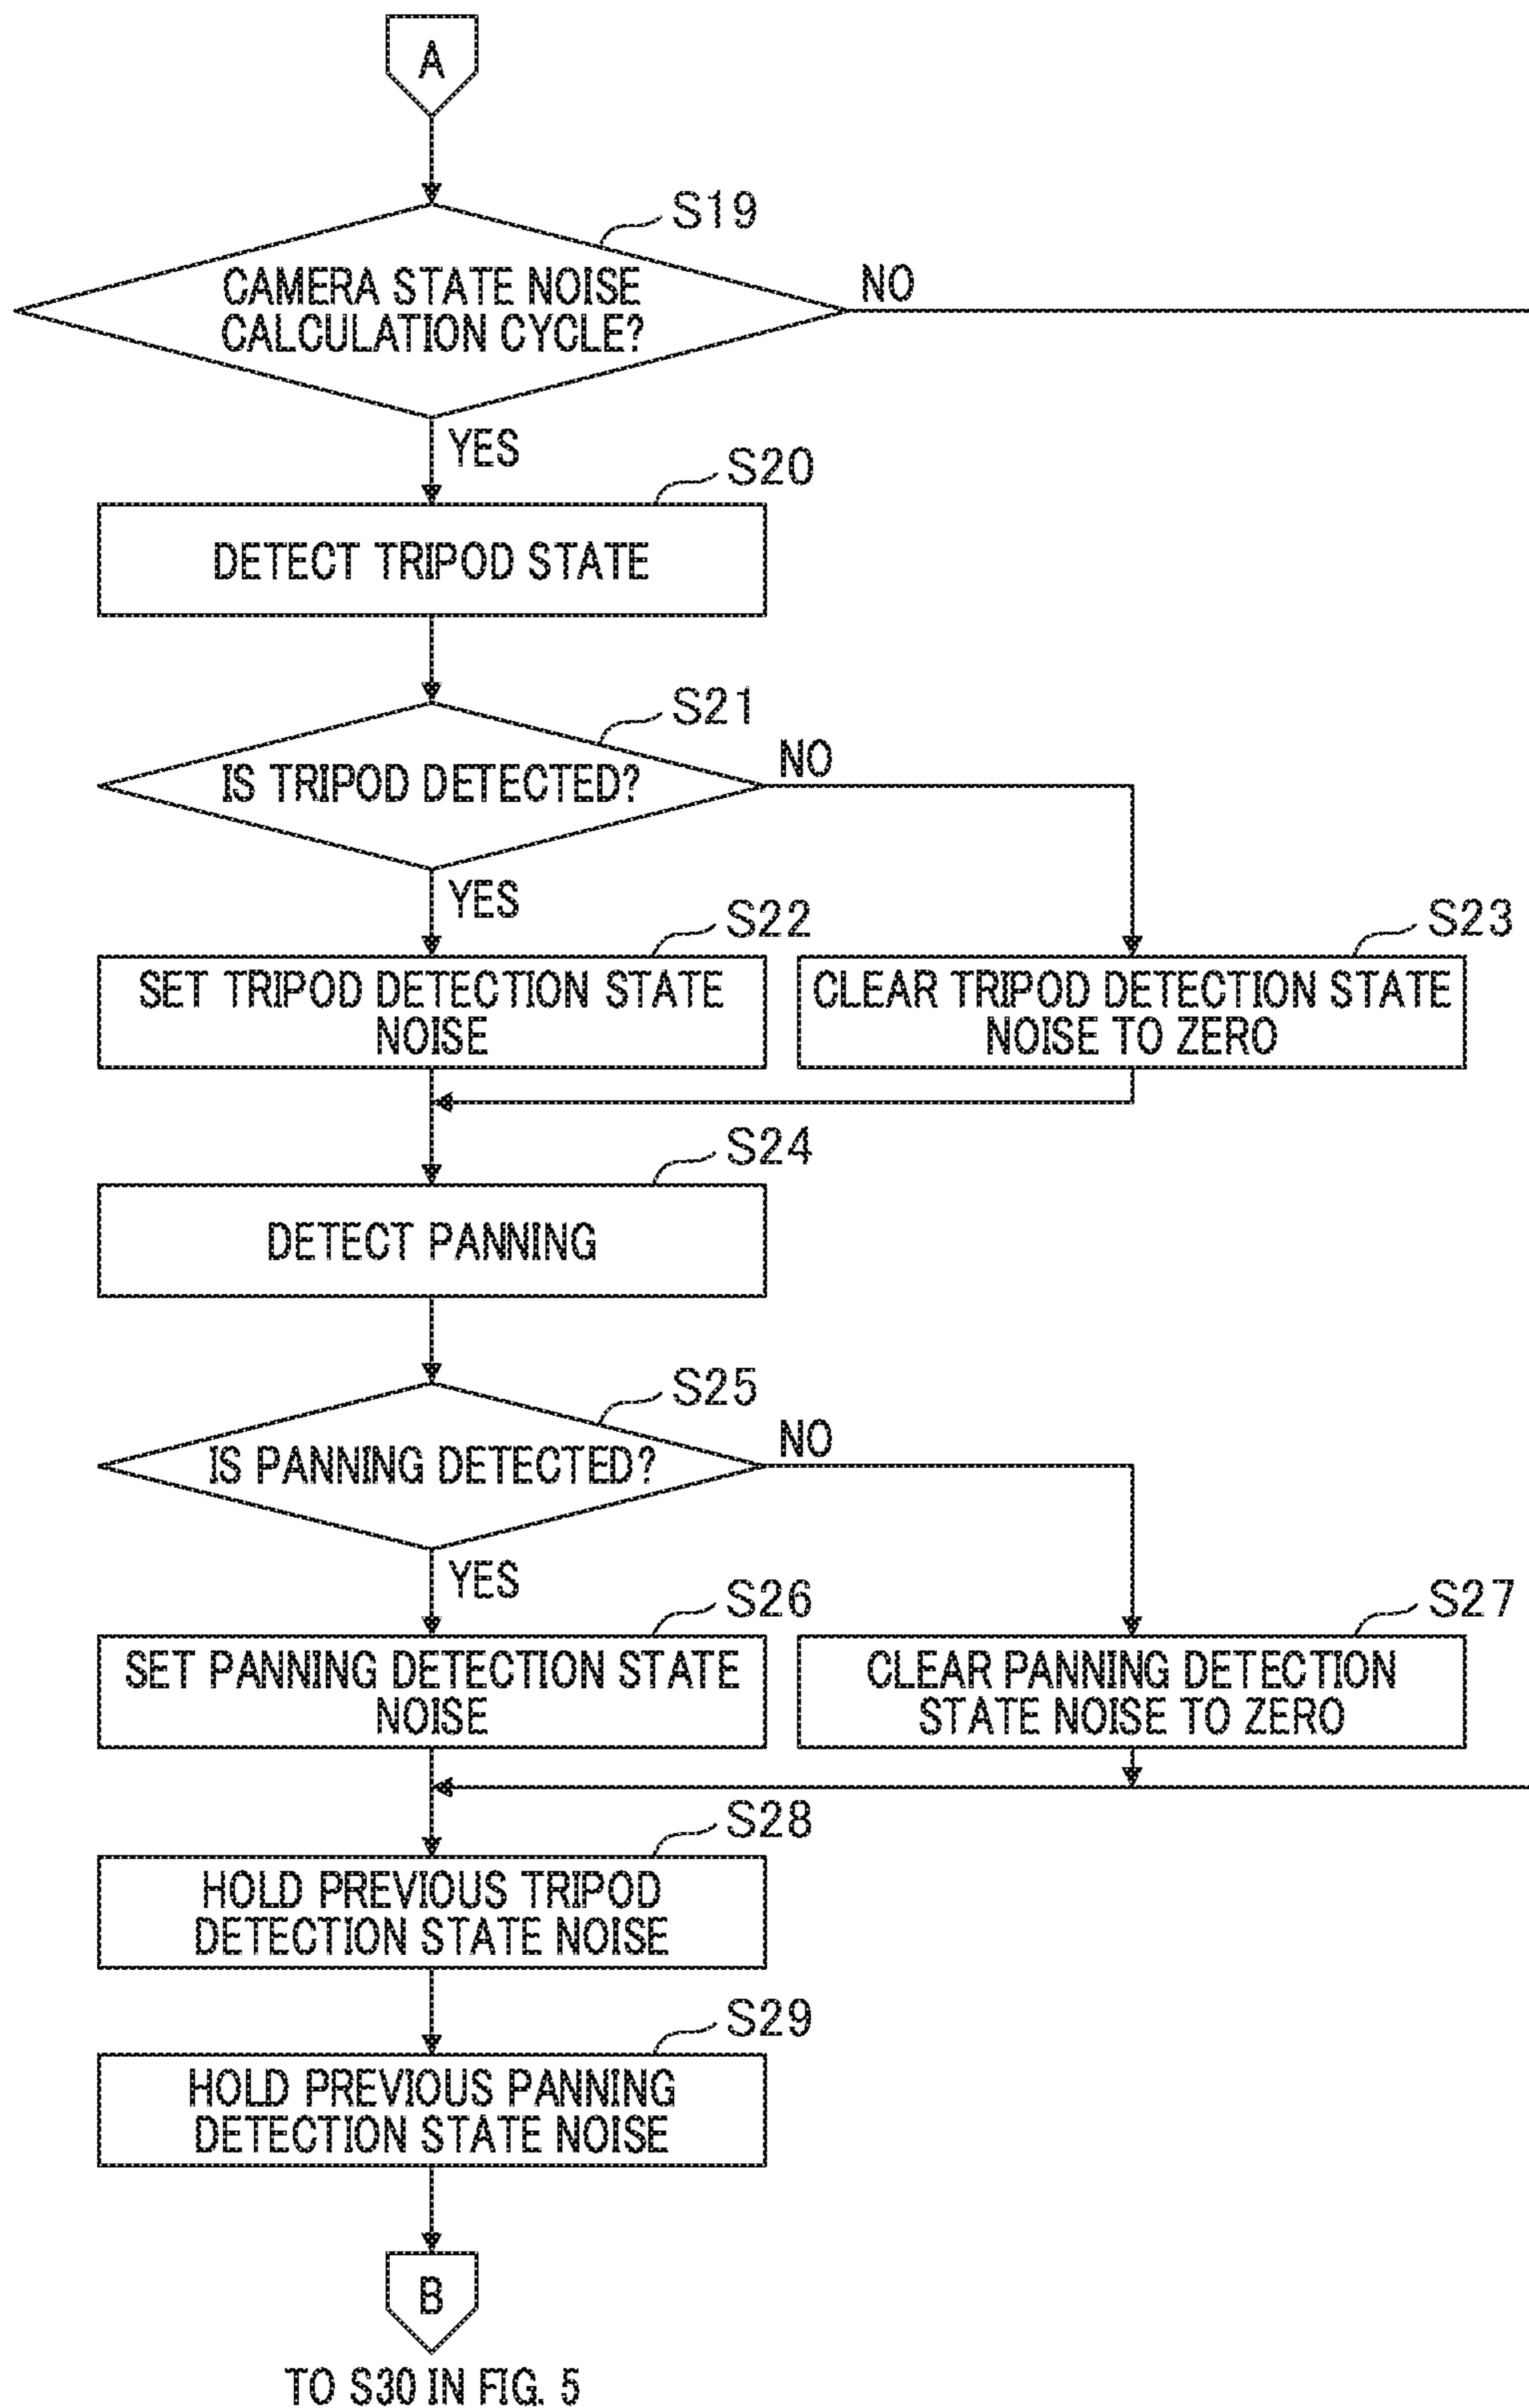 A
S19
CAMERA STATE NOISE
CALCULATION CYCLE?
NO
YES
S20
DETECT TRIPOD STATE
S21
IS TRIPOD DETECTED?
NO
YES
S22
SET TRIPOD DETECTION STATE
NOISE
S23
CLEAR TRIPOD DETECTION STATE
NOISE TO ZERO
S24
DETECT PANNING
S25
IS PANNING DETECTED?
NO
YES
S26
SET PANNING DETECTION STATE
NOISE
S27
CLEAR PANNING DETECTION
STATE NOISE TO ZERO
S28
HOLD PREVIOUS TRIPOD
DETECTION STATE NOISE
S29
HOLD PREVIOUS PANNING
DETECTION STATE NOISE
B
TO S30 IN FIG. 5